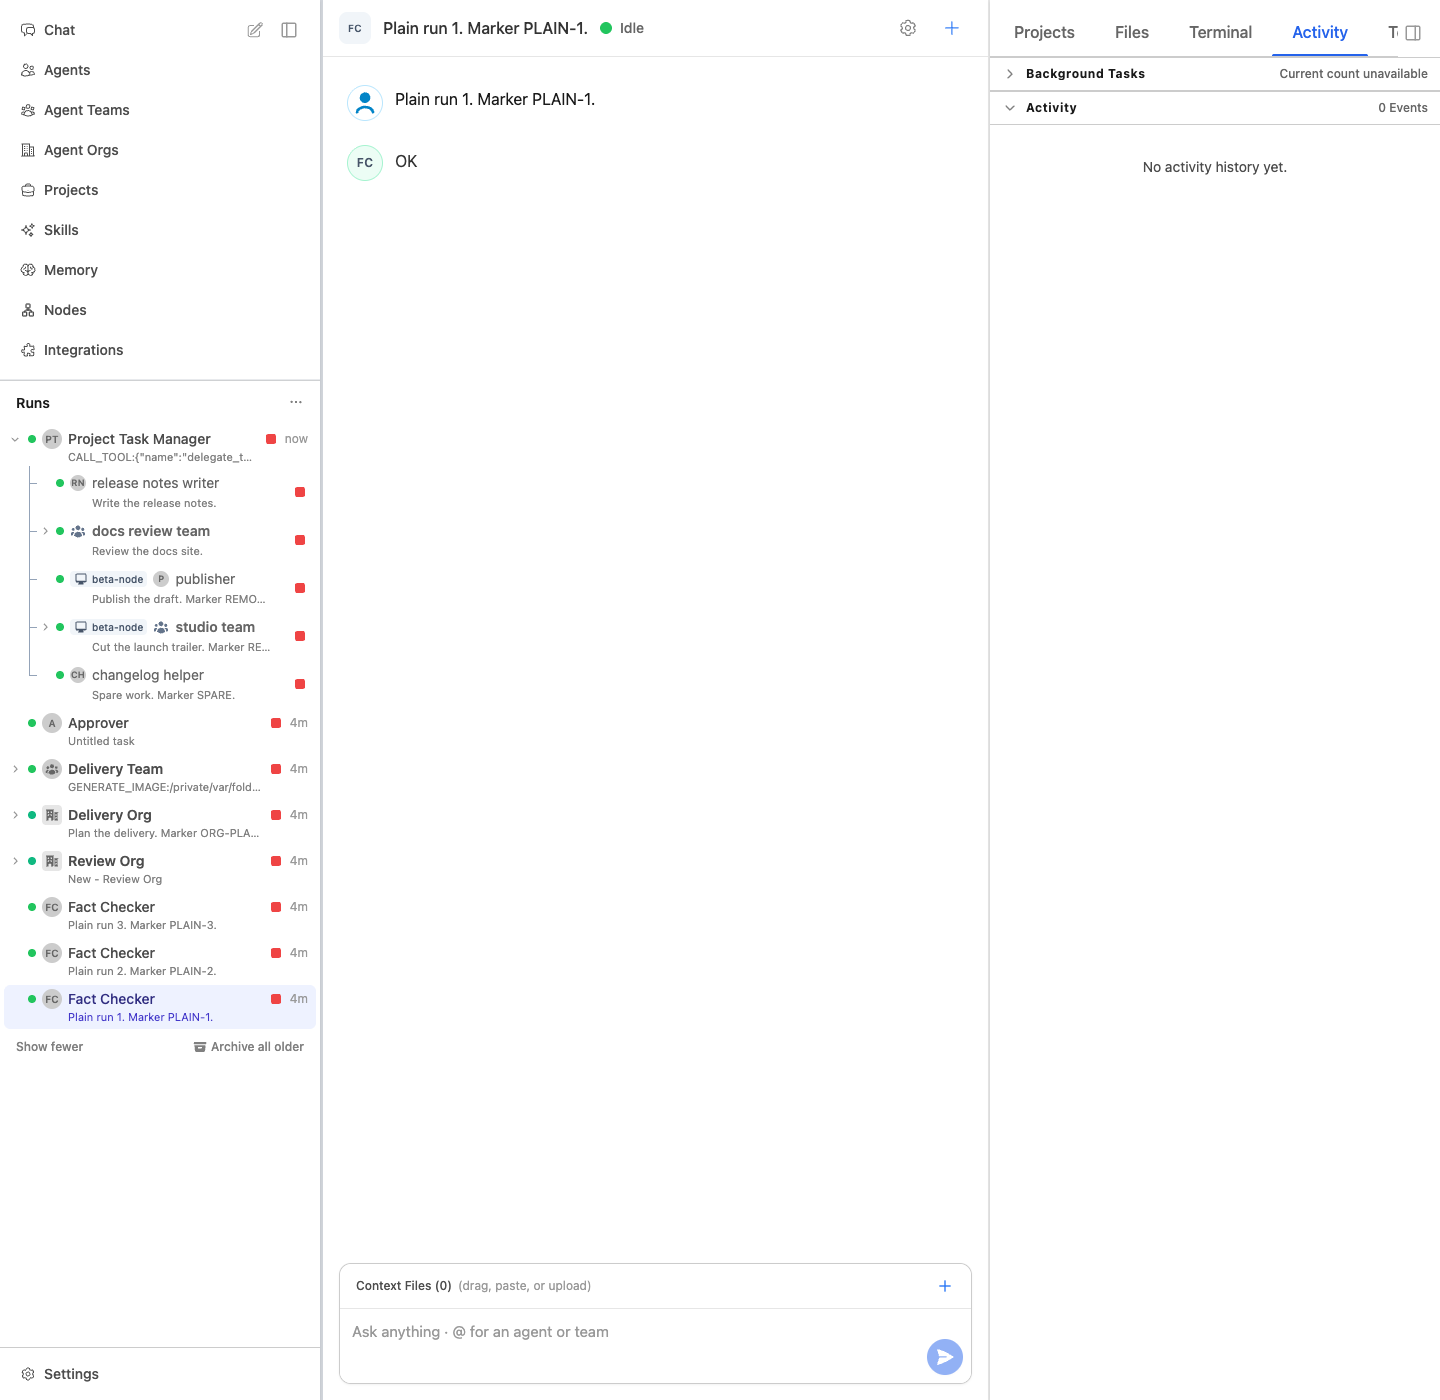 Chat
Agents
Agent Teams
Agent Orgs
Projects
Skills
Memory
Nodes
Integrations
Runs
PT Project Task Manager now
CALL_TOOL:{"name":"delegate_t...
RN release notes writer
Write the release notes.
docs review team
Review the docs site.
beta-node P publisher
Publish the draft. Marker REMO...
beta-node studio team
Cut the launch trailer. Marker RE...
CH changelog helper
Spare work. Marker SPARE.
A Approver 4m
Untitled task
Delivery Team 4m
GENERATE_IMAGE:/private/var/fold...
Delivery Org 4m
Plan the delivery. Marker ORG-PLA...
Review Org 4m
New - Review Org
FC Fact Checker 4m
Plain run 3. Marker PLAIN-3.
FC Fact Checker 4m
Plain run 2. Marker PLAIN-2.
FC Fact Checker 4m
Plain run 1. Marker PLAIN-1.
Show fewer Archive all older
Settings
FC Plain run 1. Marker PLAIN-1. Idle
Plain run 1. Marker PLAIN-1.
FC OK
Context Files (0) (drag, paste, or upload)
Ask anything · @ for an agent or team
Projects Files Terminal Activity
Background Tasks Current count unavailable
Activity 0 Events
No activity history yet.